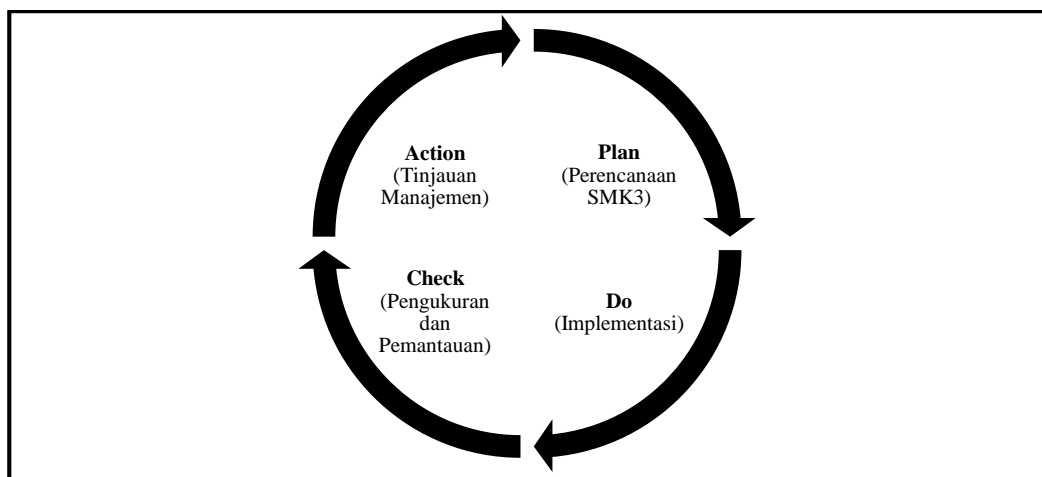 Action
(Tinjauan
Manajemen)
Plan
(Perencanaan
SMK3)
Check
(Pengukuran
dan
Pemantauan)
Do
(Implementasi)